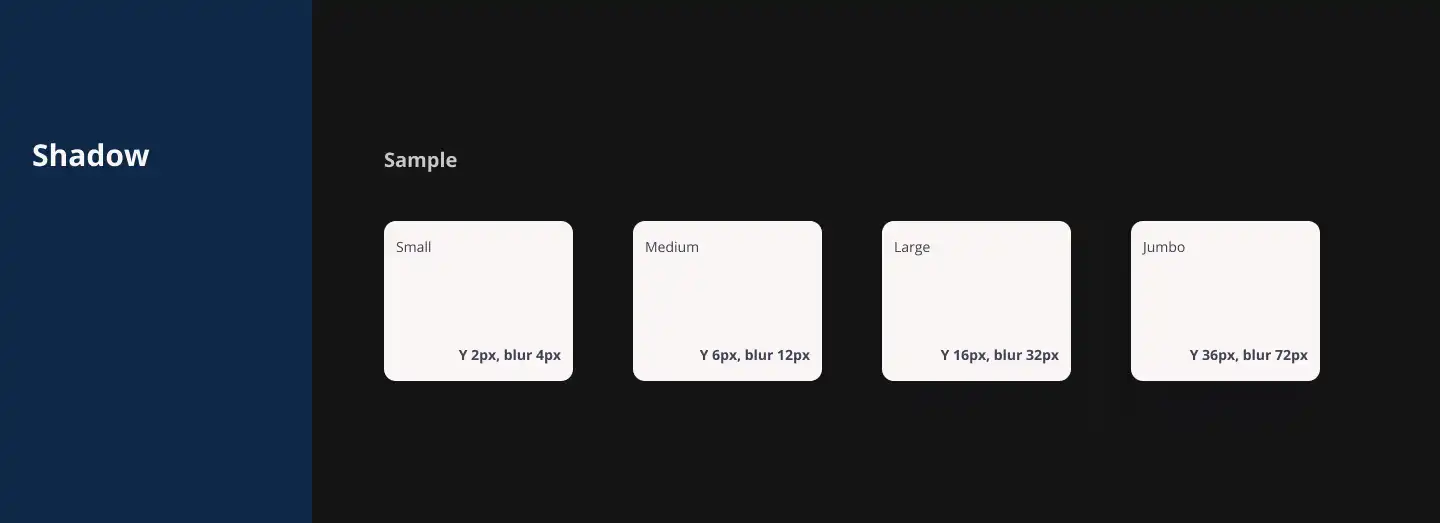 Shadow
Sample
Small
Y 2px, blur 4px
Medium
Y 6px, blur 12px
Large
Y 16px, blur 32px
Jumbo
Y 36px, blur 72px